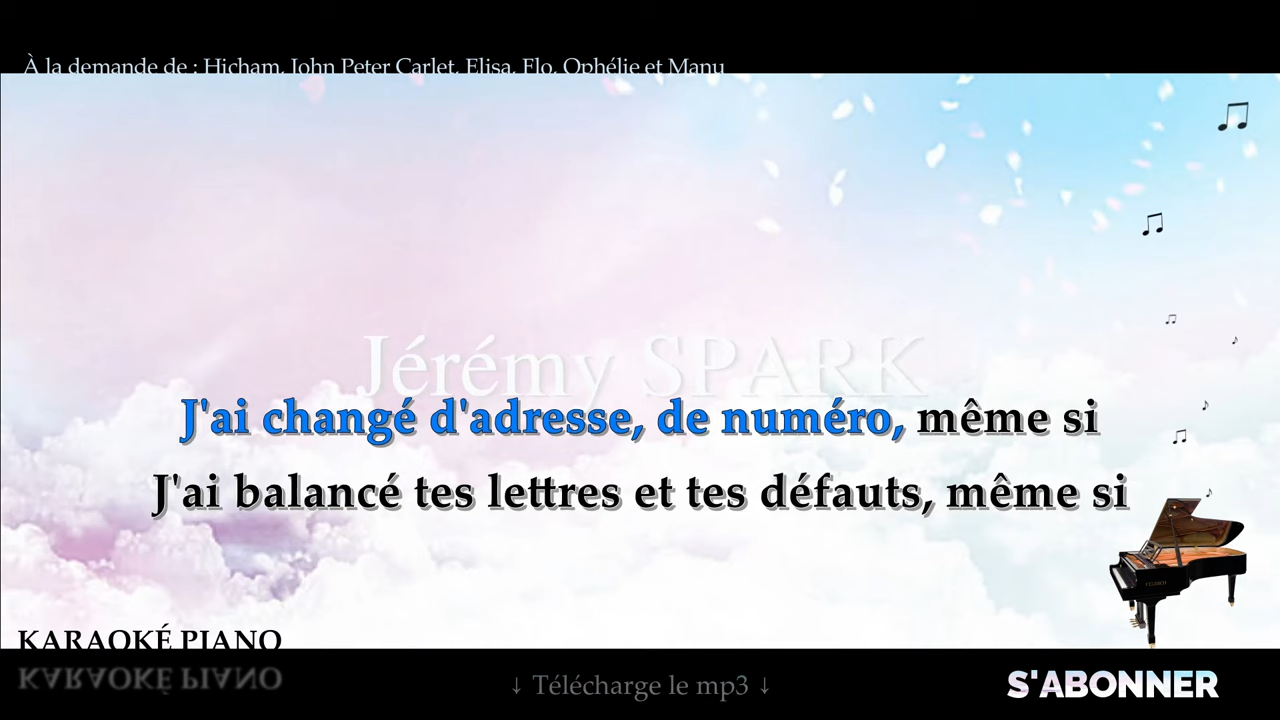 À la demande de : Hicham, John Peter Carlet, Elisa, Flo, Ophélie et Manu
Jérémy SPARK
J'ai changé d'adresse, de numéro, même si
J'ai balancé tes lettres et tes défauts, même si
KARAOKÉ PIANO
↓ Télécharge le mp3 ↓
S'ABONNER